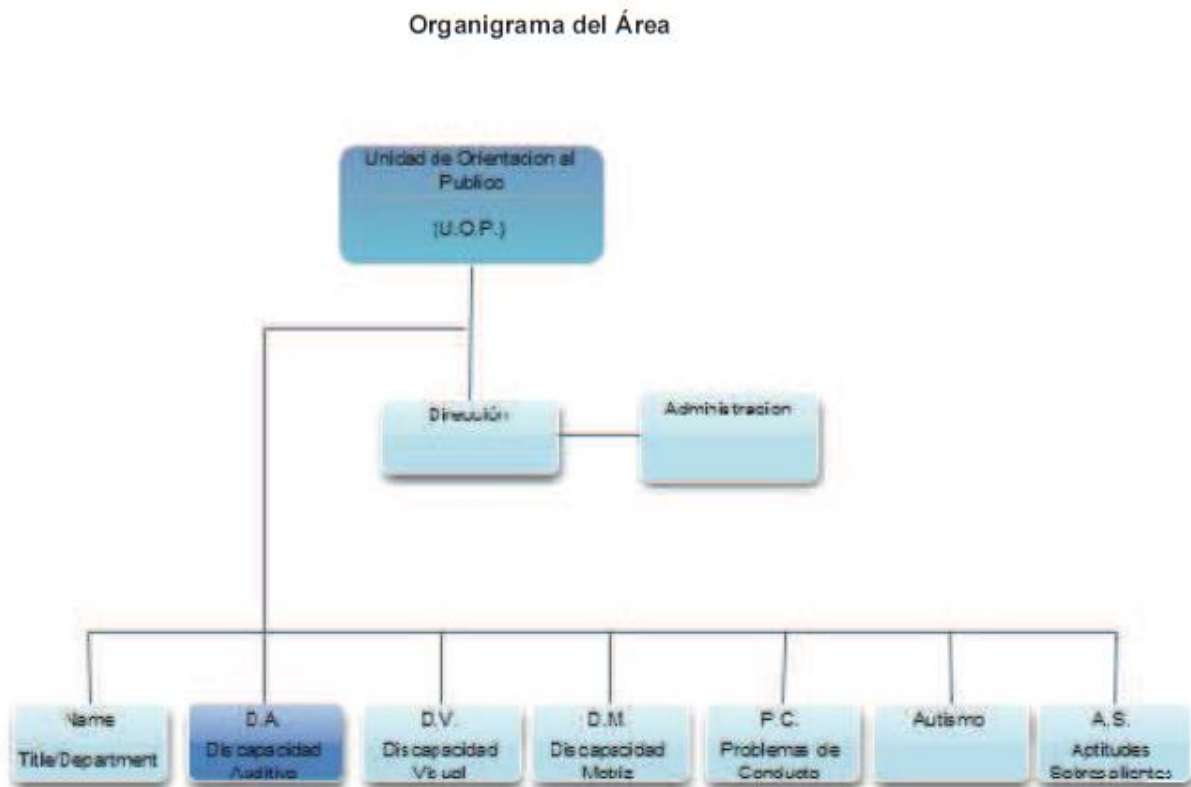 Organigrama del Área
Unidad de Orientacion al
Publico
(U.O.P.)
Dirección
Administracion
Name
Title/Department
D.A.
Discapacidad
Auditiva
D.V.
Discapacidad
Visual
D.M.
Discapacidad
Motriz
P.C.
Problemas de
Conducta
Autismo
A.S.
Aptitudes
Sobresalientes